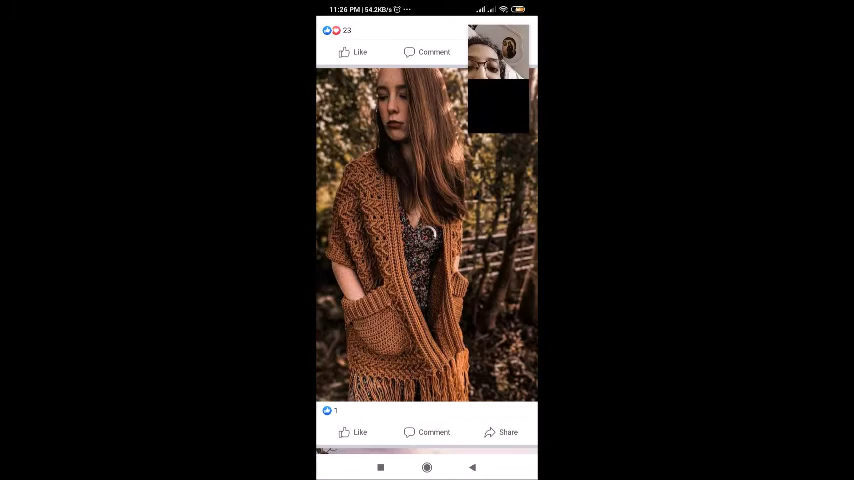 11:26 PM | 54.2KB/s
23
Like Comment
1
Like Comment Share